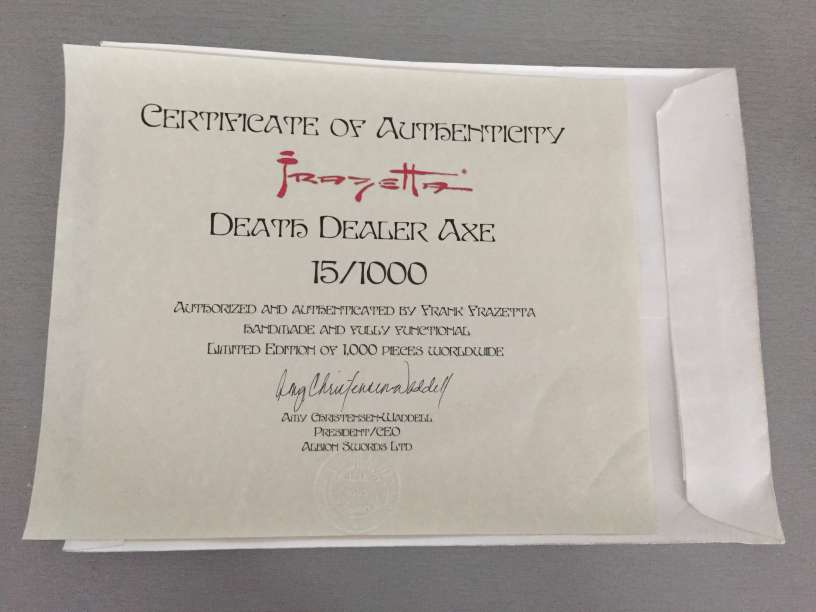 CERTIFICATE OF AUTHENTICITY
FRAZETTA
DEATH DEALER AXE
15/1000
AUTHORIZED AND AUTHENTICATED BY FRANK FRAZETTA
HANDMADE AND FULLY FUNCTIONAL
LIMITED EDITION OF 1,000 PIECES WORLDWIDE
Amy Christensen-Waddell
AMY CHRISTENSEN-WADDELL
PRESIDENT/CEO
ALBION SWORDS LTD